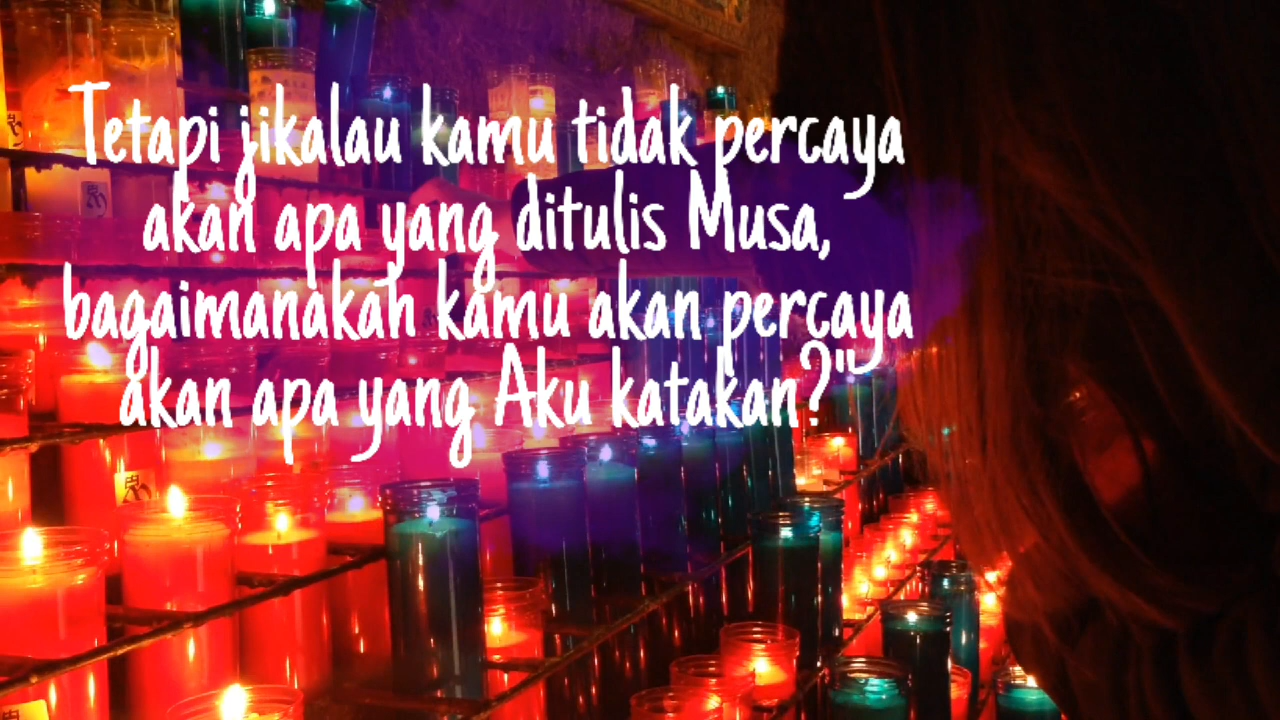 Tetapi jikalau kamu tidak percaya
akan apa yang ditulis Musa,
bagaimanakah kamu akan percaya
akan apa yang Aku katakan?"